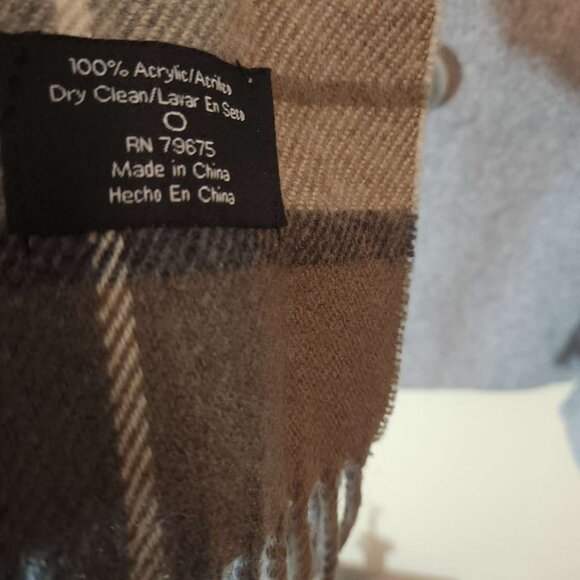 100% Acrylic/Acrilico
Dry Clean/Lavar En Seco
RN 79675
Made in China
Hecho En China